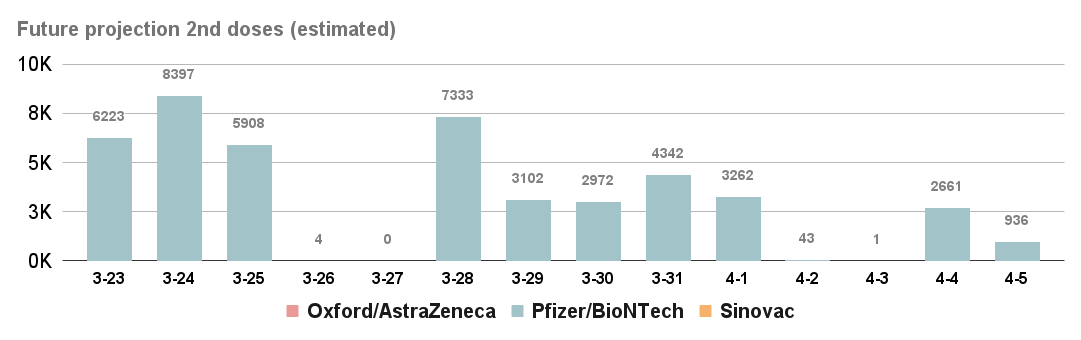 Future projection 2nd doses (estimated)
10K
8K
5K
3K
0K
6223
8397
5908
4
0
7333
3102
2972
4342
3262
43
1
2661
936
3-23 3-24 3-25 3-26 3-27 3-28 3-29 3-30 3-31 4-1 4-2 4-3 4-4 4-5
Oxford/AstraZeneca Pfizer/BioNTech Sinovac